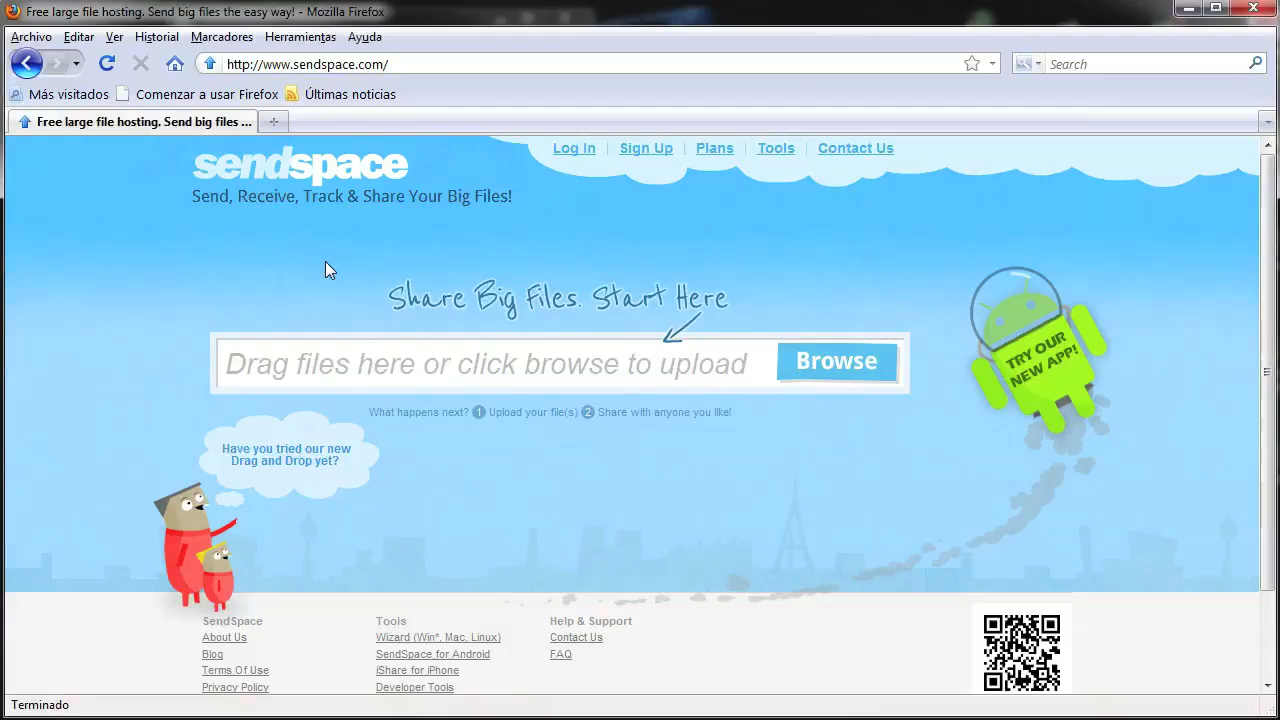 Free large file hosting. Send big files the easy way! - Mozilla Firefox
Archivo Editar Ver Historial Marcadores Herramientas Ayuda
http://www.sendspace.com/
Search
Más visitados Comenzar a usar Firefox Últimas noticias
Free large file hosting. Send big files ...
sendspace
Log In Sign Up Plans Tools Contact Us
Send, Receive, Track & Share Your Big Files!
Share Big Files. Start Here
Drag files here or click browse to upload
Browse
TRY OUR
NEW APP!
What happens next? 1 Upload your file(s) 2 Share with anyone you like!
Have you tried our new
Drag and Drop yet?
SendSpace Tools Help & Support
About Us Wizard (Win*, Mac, Linux) Contact Us
Blog SendSpace for Android FAQ
Terms Of Use iShare for iPhone
Privacy Policy Developer Tools
Terminado